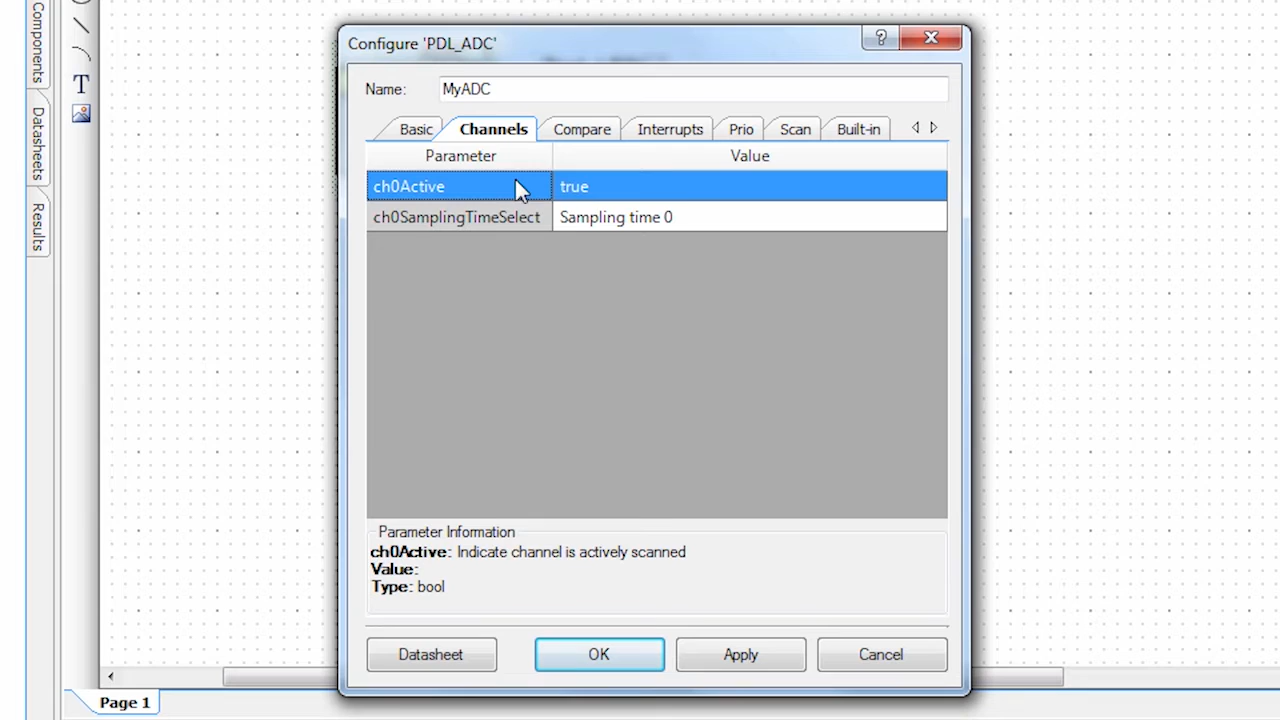 Components
Datasheets
Results
T
Configure 'PDL_ADC'
?
Name: MyADC
Basic Channels Compare Interrupts Prio Scan Built-in
Parameter Value
ch0Active true
ch0SamplingTimeSelect Sampling time 0
Parameter Information
ch0Active: Indicate channel is actively scanned
Value:
Type: bool
Datasheet OK Apply Cancel
Page 1